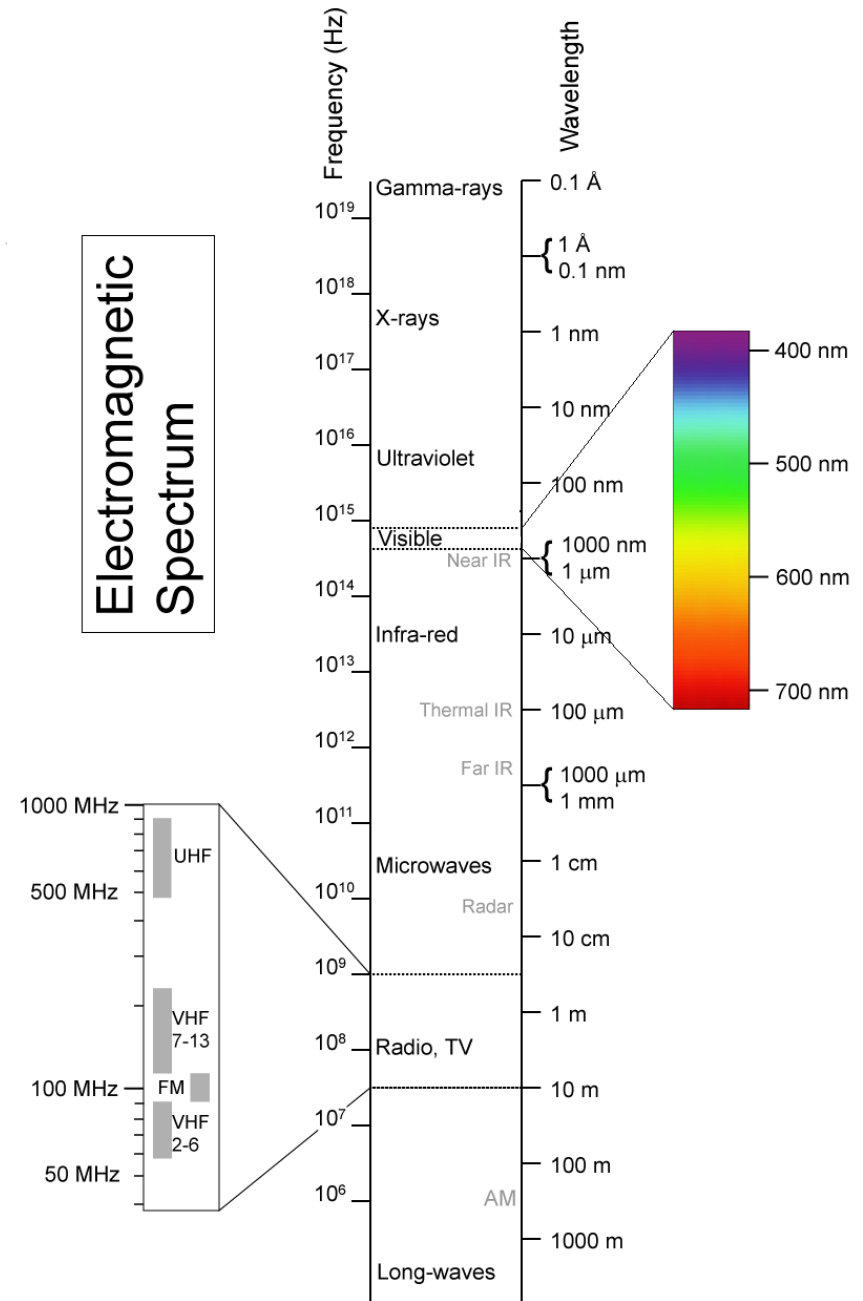 Frequency (Hz)
Wavelength
Electromagnetic
Spectrum
Gamma-rays
0.1 Å
10¹⁹
1 Å
0.1 nm
10¹⁸
X-rays
1 nm
10¹⁷
10 nm
10¹⁶
Ultraviolet
100 nm
10¹⁵
Visible
1000 nm
Near IR
1 μm
10¹⁴
Infra-red
10 μm
10¹³
Thermal IR
100 μm
10¹²
Far IR
1000 μm
1 mm
10¹¹
Microwaves
1 cm
10¹⁰
Radar
10 cm
10⁹
1 m
10⁸
Radio, TV
10 m
10⁷
100 m
10⁶
AM
1000 m
Long-waves
400 nm
500 nm
600 nm
700 nm
1000 MHz
UHF
500 MHz
VHF
7-13
100 MHz
FM
VHF
2-6
50 MHz